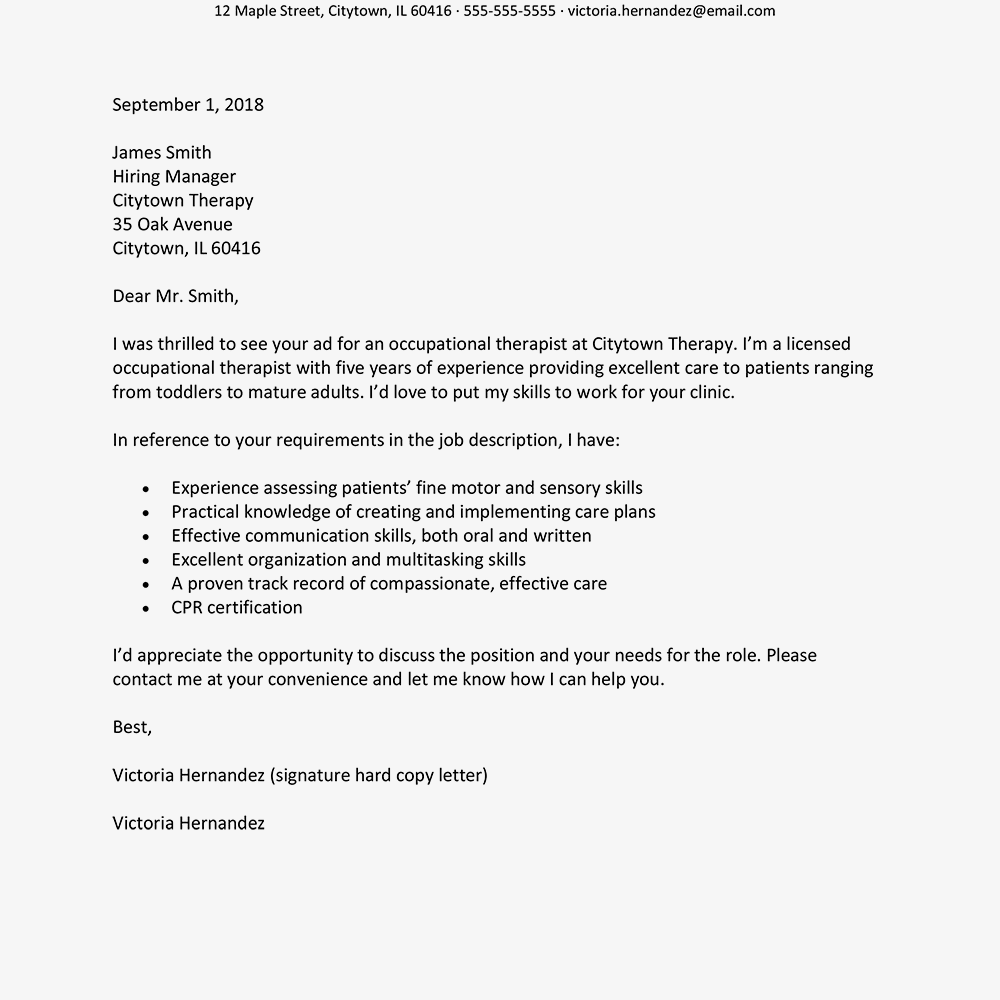 12 Maple Street, Citytown, IL 60416 · 555-555-5555 · victoria.hernandez@email.com
September 1, 2018
James Smith
Hiring Manager
Citytown Therapy
35 Oak Avenue
Citytown, IL 60416
Dear Mr. Smith,
I was thrilled to see your ad for an occupational therapist at Citytown Therapy. I’m a licensed
occupational therapist with five years of experience providing excellent care to patients ranging
from toddlers to mature adults. I’d love to put my skills to work for your clinic.
In reference to your requirements in the job description, I have:
• Experience assessing patients’ fine motor and sensory skills
• Practical knowledge of creating and implementing care plans
• Effective communication skills, both oral and written
• Excellent organization and multitasking skills
• A proven track record of compassionate, effective care
• CPR certification
I’d appreciate the opportunity to discuss the position and your needs for the role. Please
contact me at your convenience and let me know how I can help you.
Best,
Victoria Hernandez (signature hard copy letter)
Victoria Hernandez